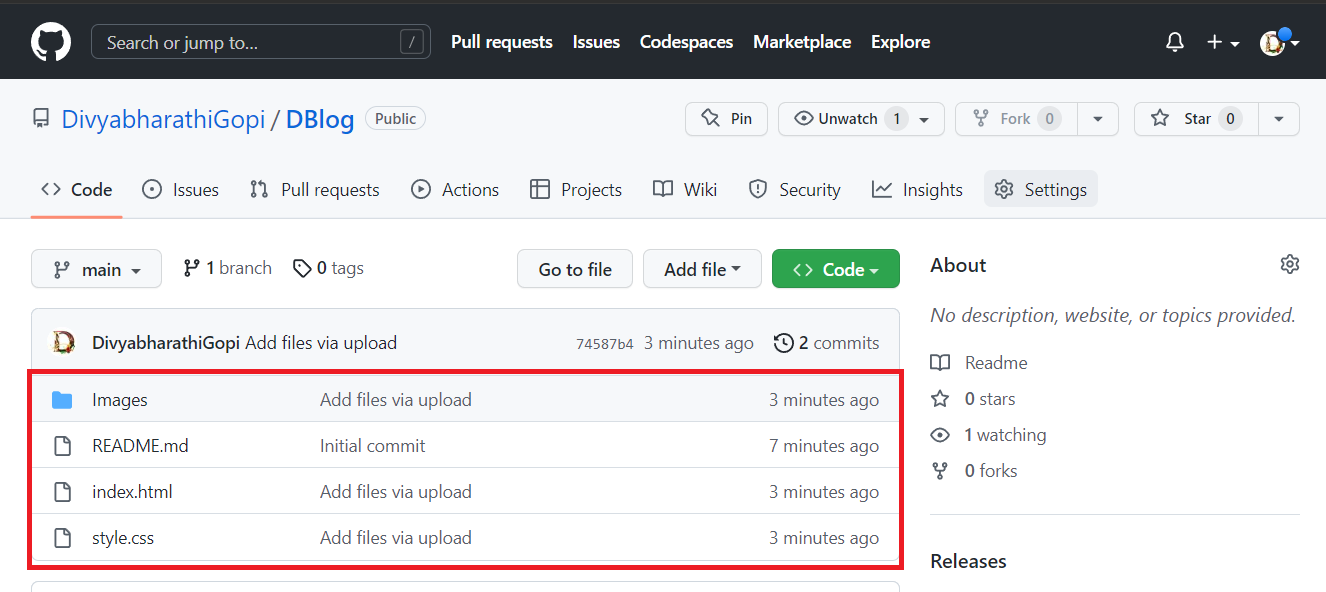 Search or jump to... / Pull requests Issues Codespaces Marketplace Explore
DivyabharathiGopi / DBlog Public Pin Unwatch 1 Fork 0 Star 0
Code Issues Pull requests Actions Projects Wiki Security Insights Settings
main 1 branch 0 tags Go to file Add file Code
About
No description, website, or topics provided.
DivyabharathiGopi Add files via upload 74587b4 3 minutes ago 2 commits
Readme
Images Add files via upload 3 minutes ago
0 stars
1 watching
README.md Initial commit 7 minutes ago
0 forks
index.html Add files via upload 3 minutes ago
style.css Add files via upload 3 minutes ago
Releases